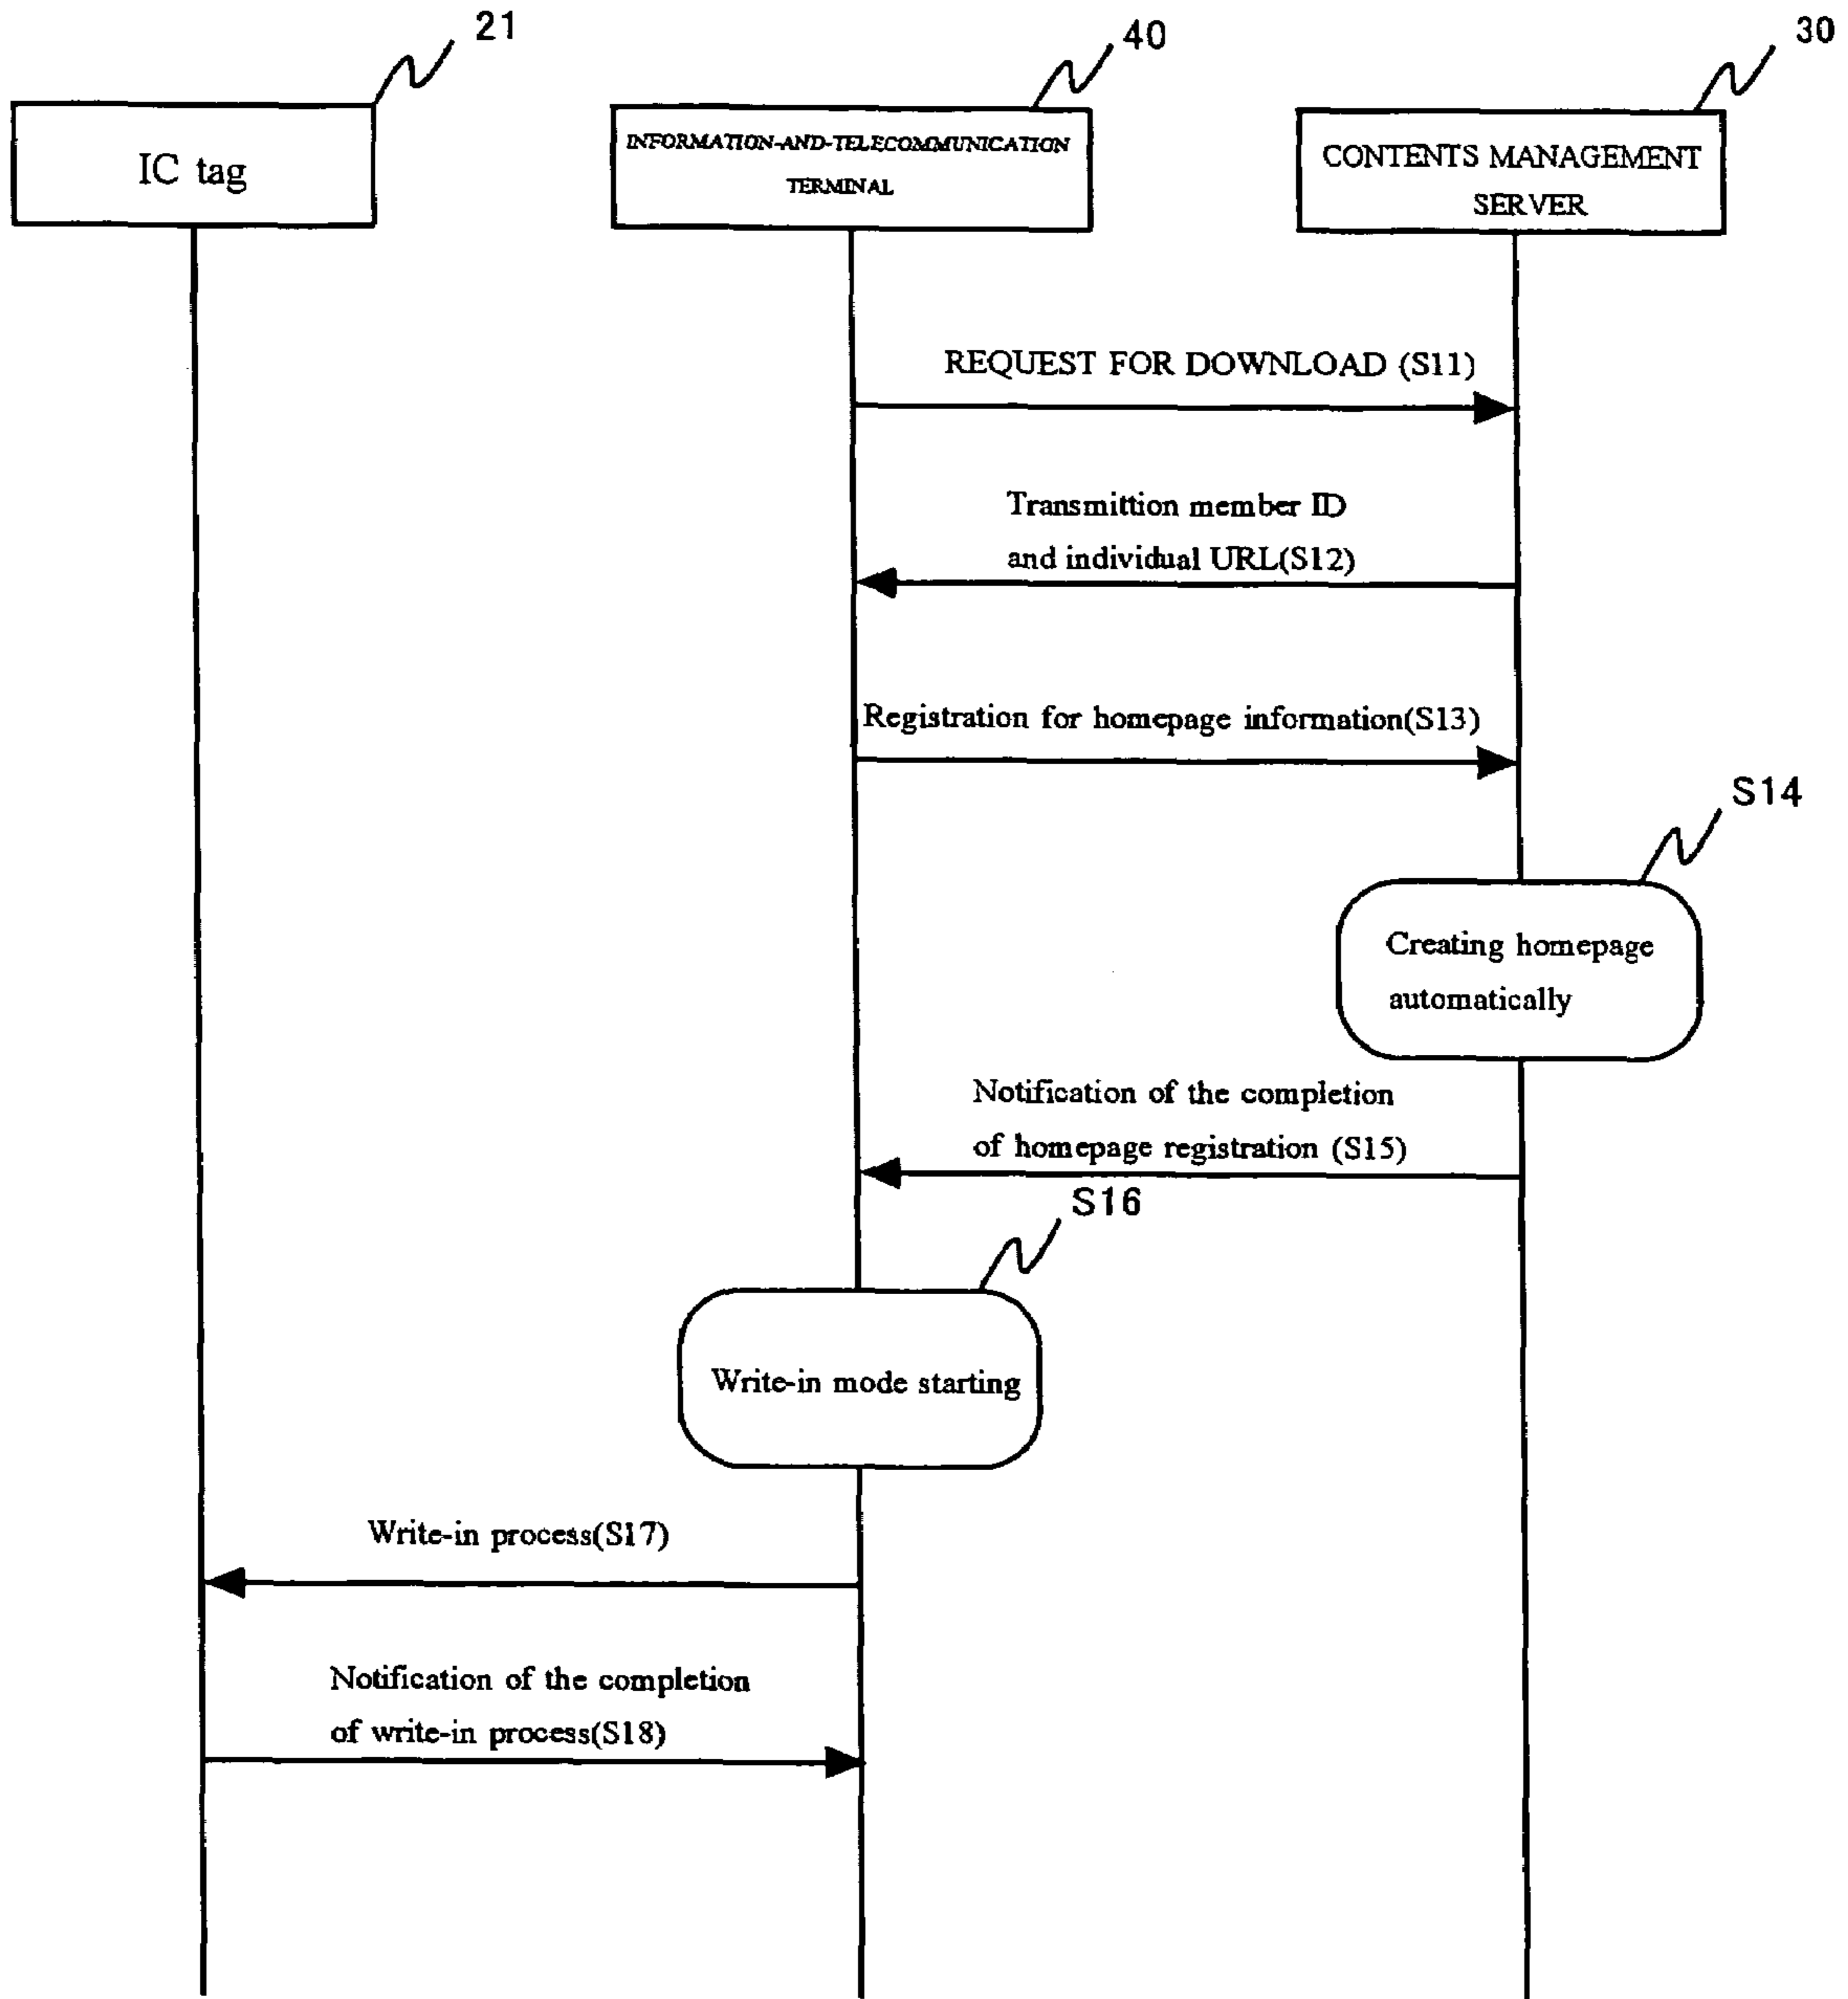 21
40
30
IC tag
INFORMATION-AND-TELECOMMUNICATION
TERMINAL
CONTENTS MANAGEMENT
SERVER
REQUEST FOR DOWNLOAD (S11)
Transmittion member ID
and individual URL(S12)
Registration for homepage information(S13)
S14
Creating homepage
automatically
Notification of the completion
of homepage registration (S15)
S16
Write-in mode starting
Write-in process(S17)
Notification of the completion
of write-in process(S18)